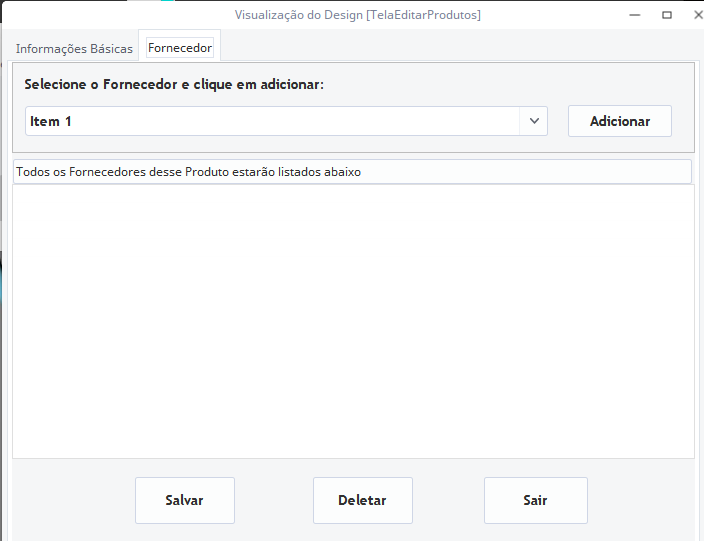 Visualização do Design [TelaEditarProdutos]
Informações Básicas Fornecedor
Selecione o Fornecedor e clique em adicionar:
Item 1 Adicionar
Todos os Fornecedores desse Produto estarão listados abaixo
Salvar Deletar Sair